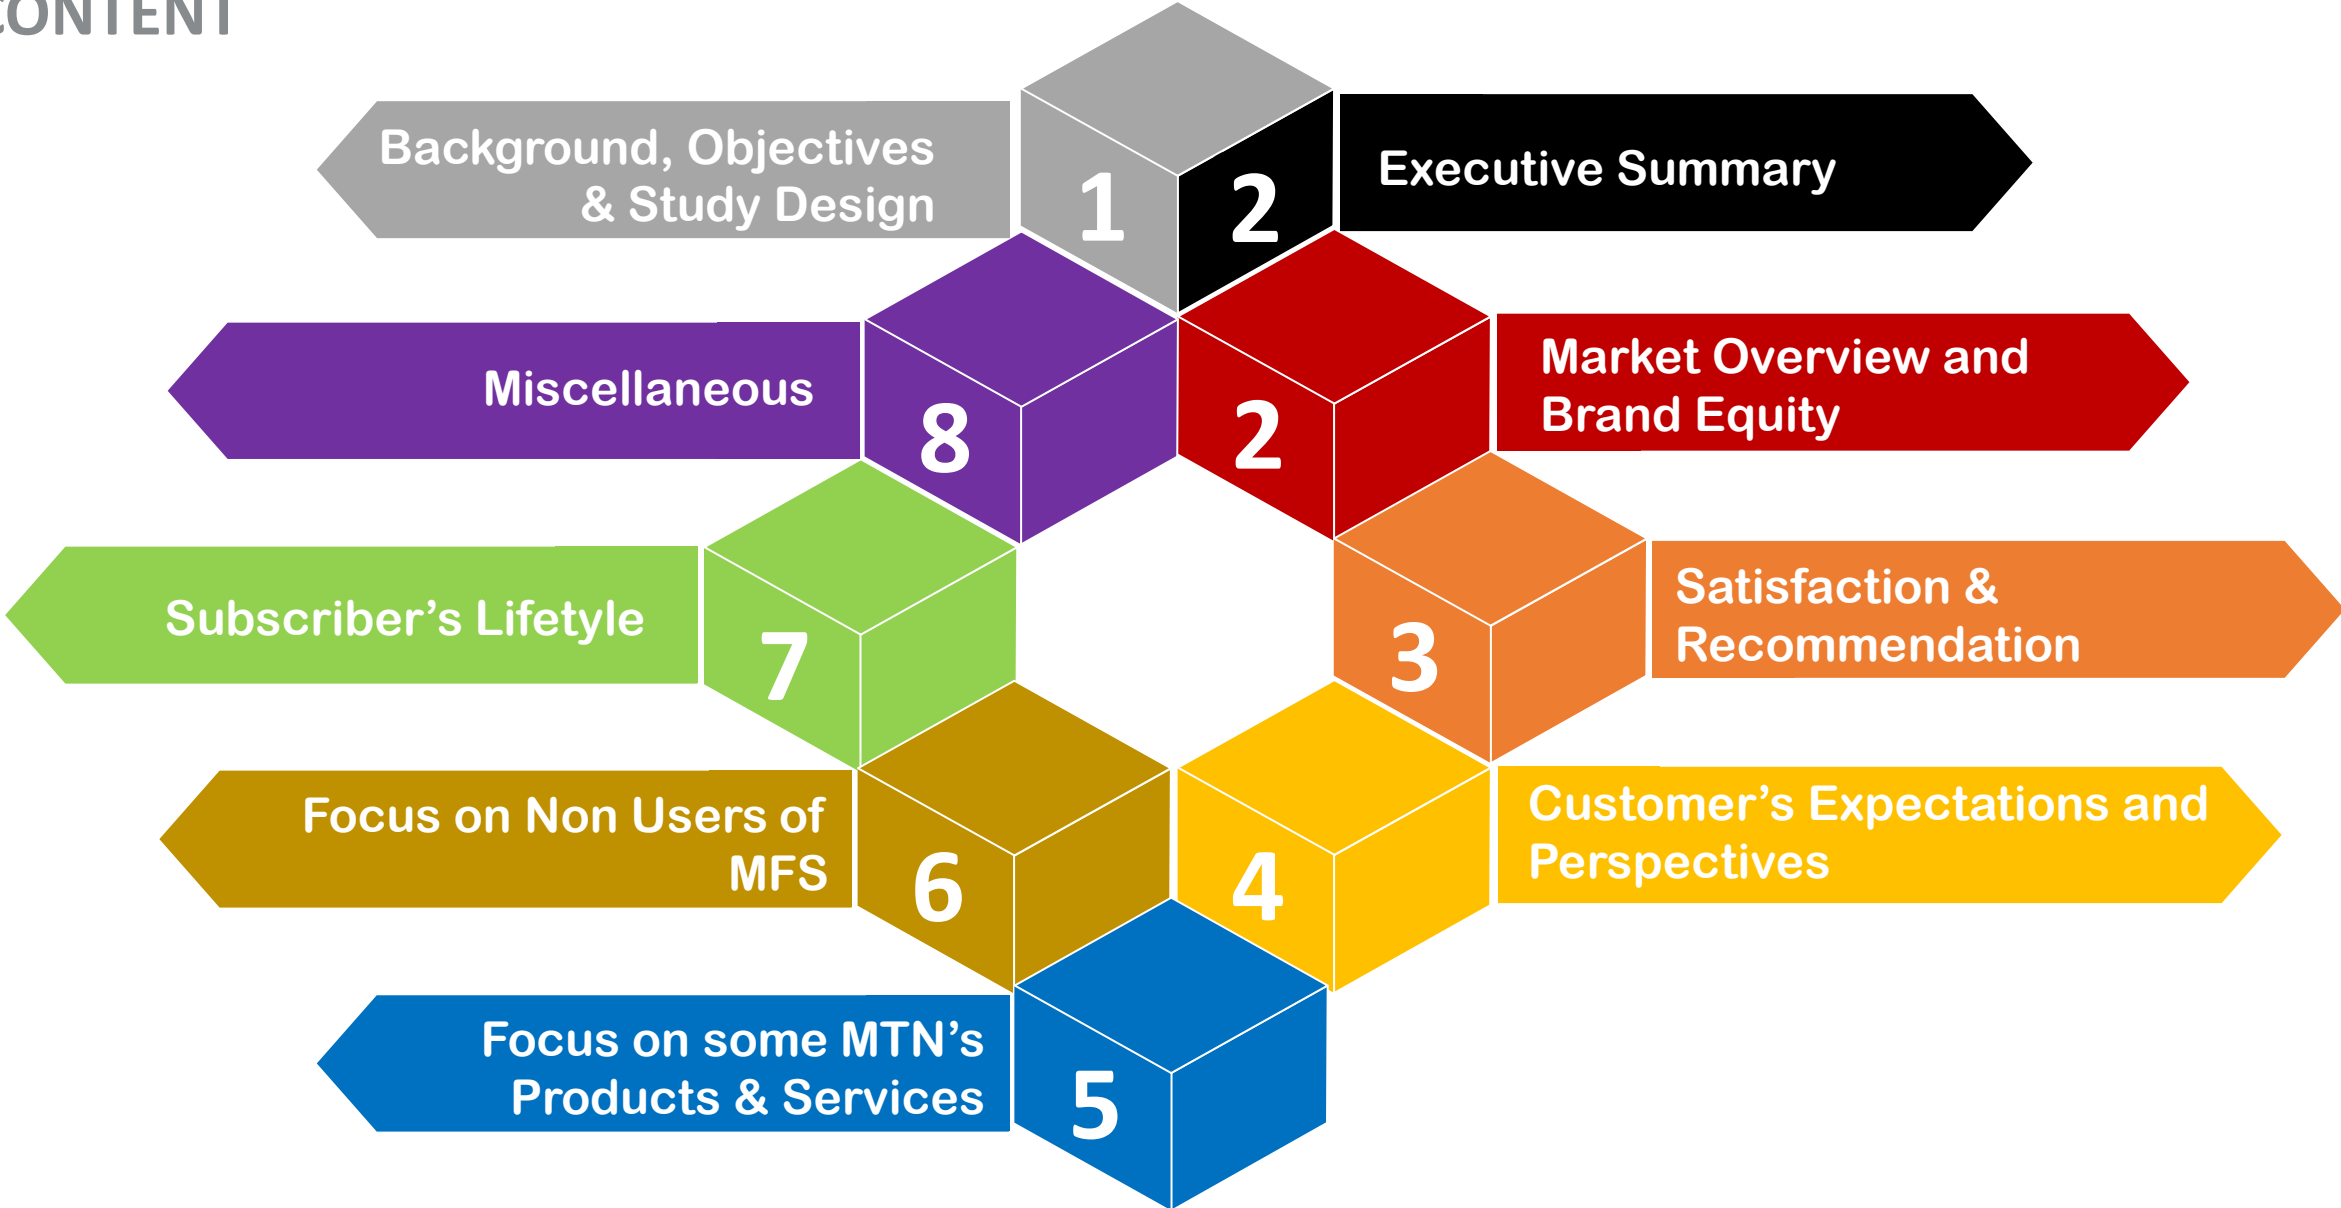 CONTENT
Background, Objectives
& Study Design
1
2
Executive Summary
Miscellaneous
8
2
Market Overview and
Brand Equity
Subscriber's Lifetyle
7
3
Satisfaction &
Recommendation
Focus on Non Users of
MFS
6
4
Customer's Expectations and
Perspectives
Focus on some MTN's
Products & Services
5